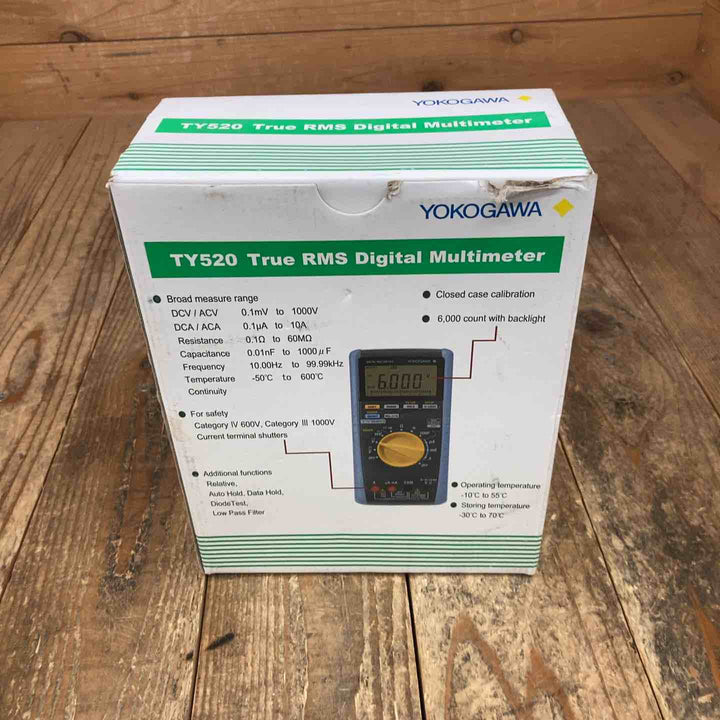 YOKOGAWA
TY520 True RMS Digital Multimeter
YOKOGAWA
TY520 True RMS Digital Multimeter
Broad measure range
DCV / ACV 0.1mV to 1000V
DCA / ACA 0.1µA to 10A
Resistance 0.1Ω to 60MΩ
Capacitance 0.01nF to 1000µF
Frequency 10.00Hz to 99.99kHz
Temperature -50℃ to 600℃
Continuity
For safety
Category Ⅳ 600V, Category Ⅲ 1000V
Current terminal shutters
Additional functions
Relative,
Auto Hold, Data Hold,
DiodeTest,
Low Pass Filter
Closed case calibration
6,000 count with backlight
YOKOGAWA
6.000
Operating temperature
-10℃ to 55℃
Storing temperature
-30℃ to 70℃